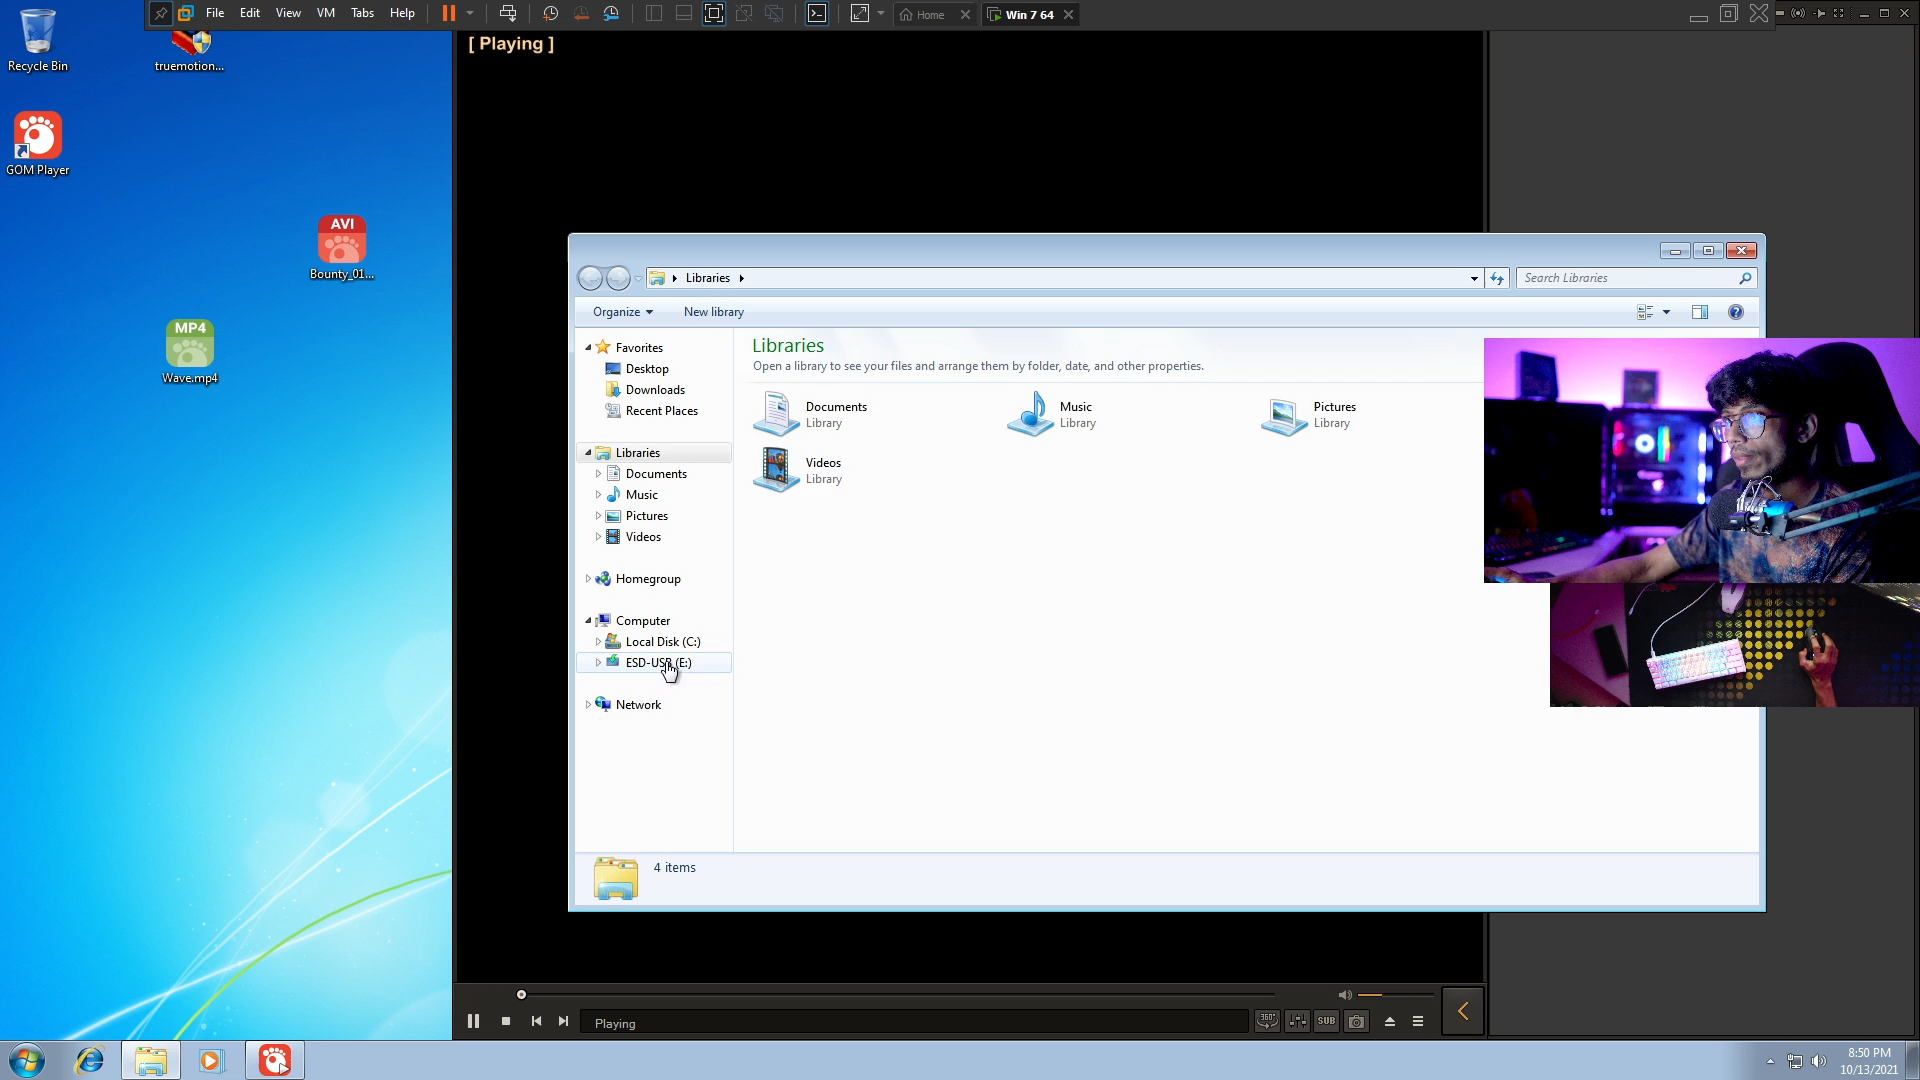 File Edit View VM Tabs Help
Home
Win 7 64
Recycle Bin
truemotion...
[ Playing ]
GOM Player
AVI
Bounty_01...
MP4
Wave.mp4
Libraries
Search Libraries
Organize
New library
Favorites
Desktop
Downloads
Recent Places
Libraries
Documents
Music
Pictures
Videos
Homegroup
Computer
Local Disk (C:)
ESD-USB (E:)
Network
Libraries
Open a library to see your files and arrange them by folder, date, and other properties.
Documents
Library
Music
Library
Pictures
Library
Videos
Library
4 items
Playing
360°
SUB
8:50 PM
10/13/2021